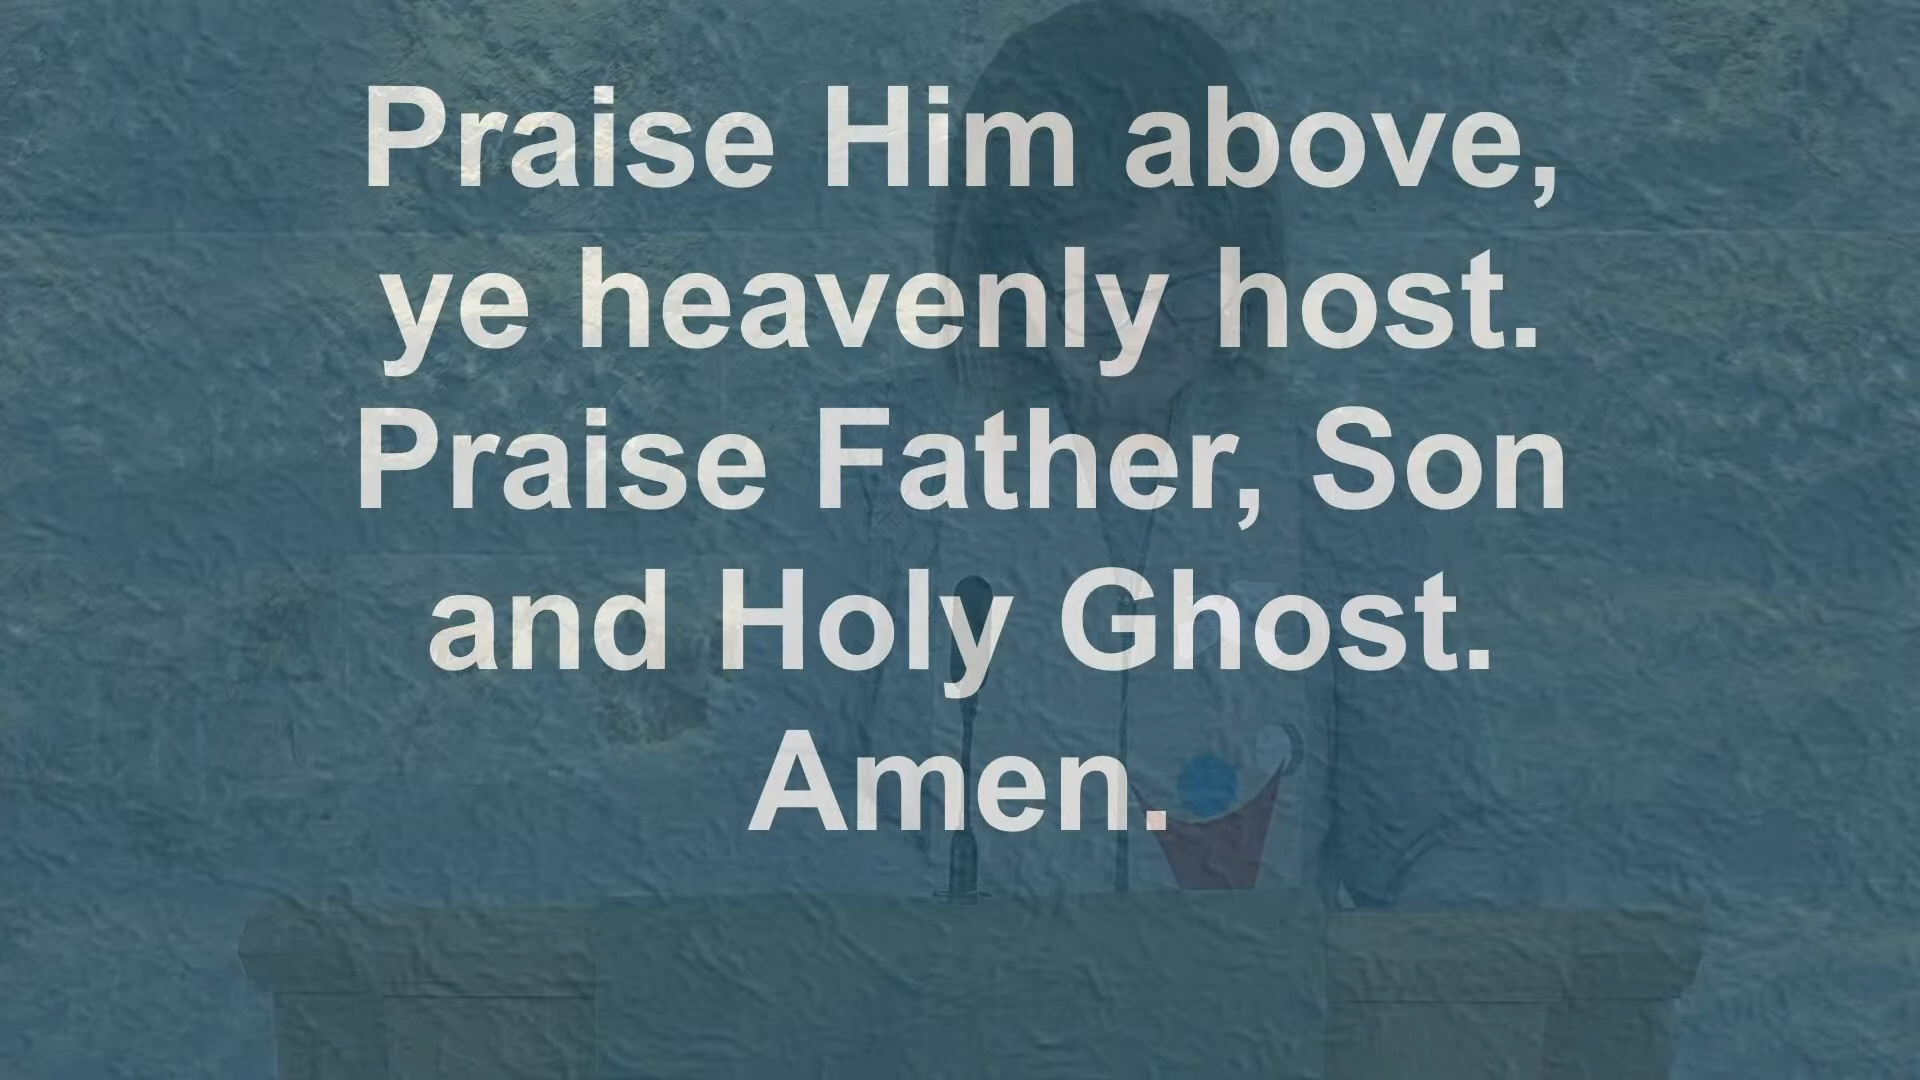 Praise Him above,
ye heavenly host.
Praise Father, Son
and Holy Ghost.
Amen.